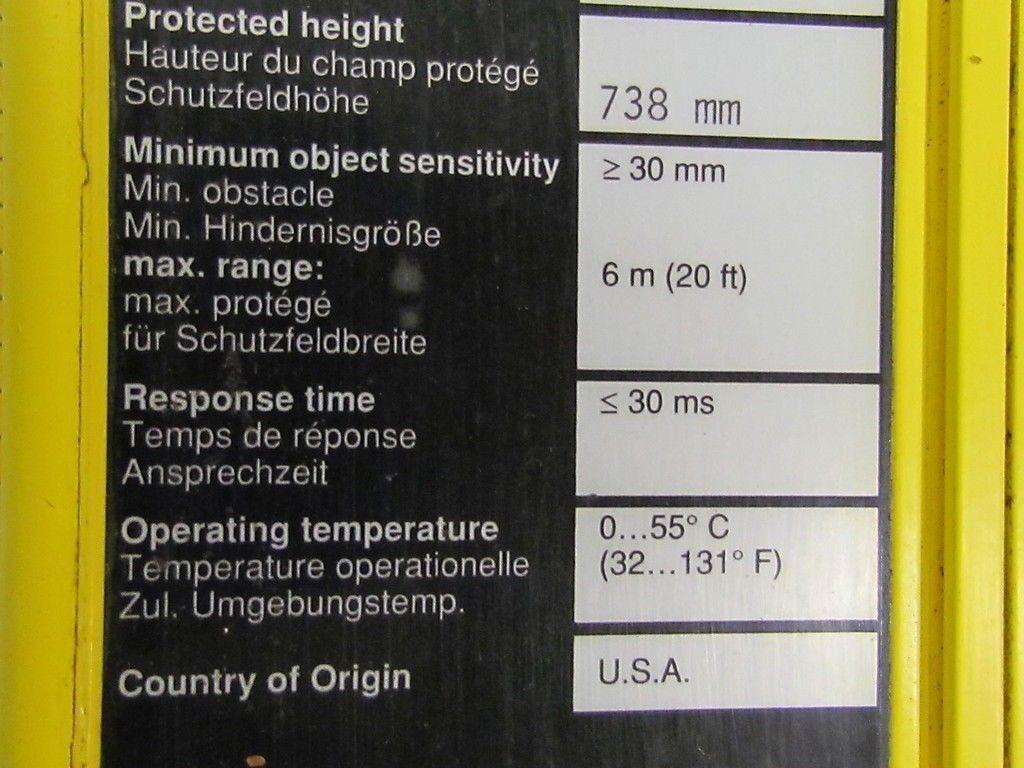 Protected height
Hauteur du champ protégé
Schutzfeldhöhe
738 mm
Minimum object sensitivity
≥ 30 mm
Min. obstacle
Min. Hindernisgröße
max. range:
6 m (20 ft)
max. protégé
für Schutzfeldbreite
Response time
≤ 30 ms
Temps de réponse
Ansprechzeit
Operating temperature
0...55° C
Temperature operationelle
(32...131° F)
Zul. Umgebungstemp.
Country of Origin
U.S.A.